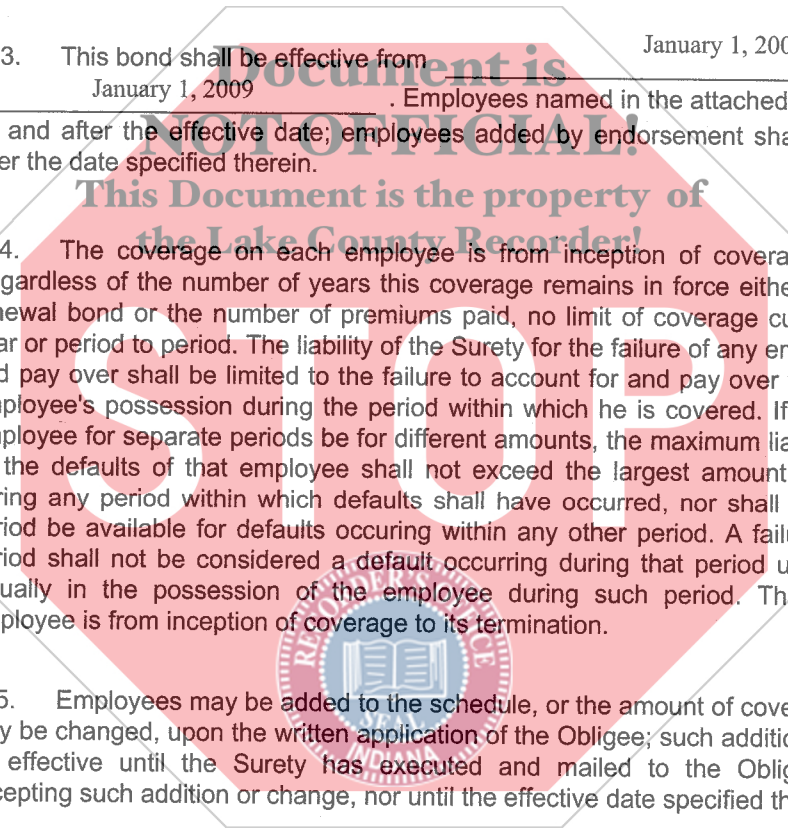 3. This bond shall be effective from January 1, 200
January 1, 2009 . Employees named in the attached
and after the effective date; employees added by endorsement sha
er the date specified therein.
Document is
NOT OFFICIAL!
This Document is the property of
the Lake County Recorder!
4. The coverage on each employee is from inception of covera
gardless of the number of years this coverage remains in force eithe
newal bond or the number of premiums paid, no limit of coverage cu
ar or period to period. The liability of the Surety for the failure of any em
d pay over shall be limited to the failure to account for and pay over
ployee's possession during the period within which he is covered. If
ployee for separate periods be for different amounts, the maximum lia
the defaults of that employee shall not exceed the largest amount
ring any period within which defaults shall have occurred, nor shall
riod be available for defaults occuring within any other period. A failu
riod shall not be considered a default occurring during that period u
ually in the possession of the employee during such period. Th
ployee is from inception of coverage to its termination.
STOP
RECORDER'S OFFICE
SEAL
INDIANA
5. Employees may be added to the schedule, or the amount of cove
y be changed, upon the written application of the Obligee; such additio
effective until the Surety has executed and mailed to the Oblig
cepting such addition or change, nor until the effective date specified th